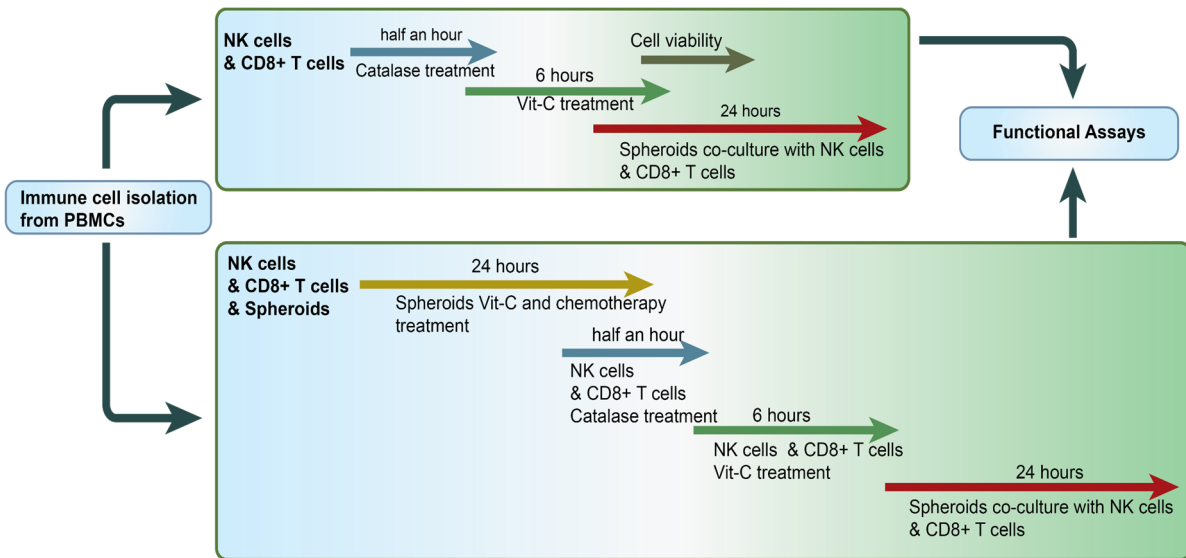 NK cells
& CD8+ T cells
half an hour
Catalase treatment
Cell viability
6 hours
Vit-C treatment
24 hours
Spheroids co-culture with NK cells
& CD8+ T cells
Functional Assays
Immune cell isolation
from PBMCs
NK cells
& CD8+ T cells
& Spheroids
24 hours
Spheroids Vit-C and chemotherapy
treatment
half an hour
NK cells
& CD8+ T cells
Catalase treatment
6 hours
NK cells & CD8+ T cells
Vit-C treatment
24 hours
Spheroids co-culture with NK cells
& CD8+ T cells